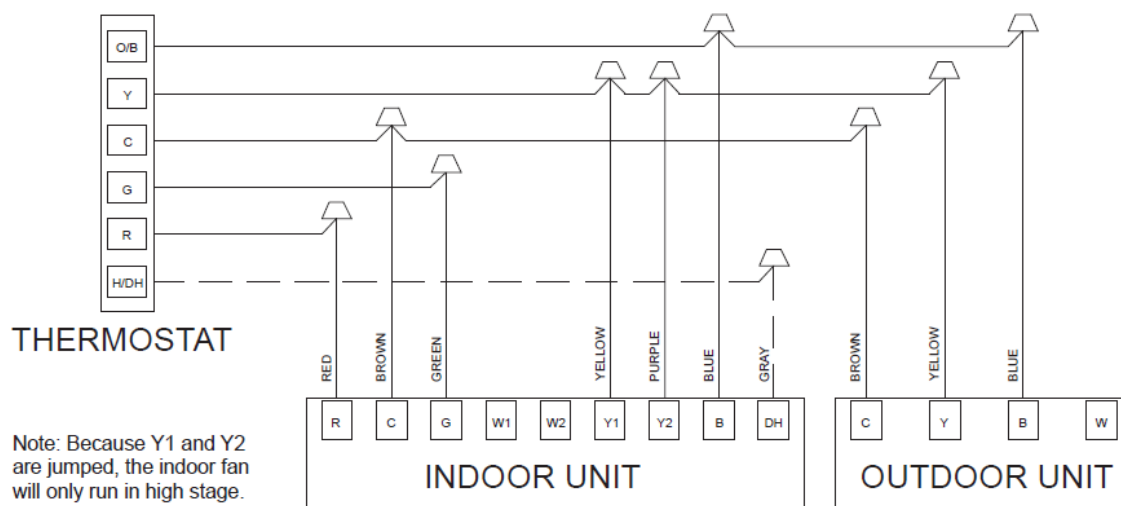 O/B
Y
C
G
R
H/DH
THERMOSTAT
RED
BROWN
GREEN
YELLOW
PURPLE
BLUE
GRAY
BROWN
YELLOW
BLUE
R C G W1 W2 Y1 Y2 B DH
C Y B W
INDOOR UNIT
OUTDOOR UNIT
Note: Because Y1 and Y2
are jumped, the indoor fan
will only run in high stage.